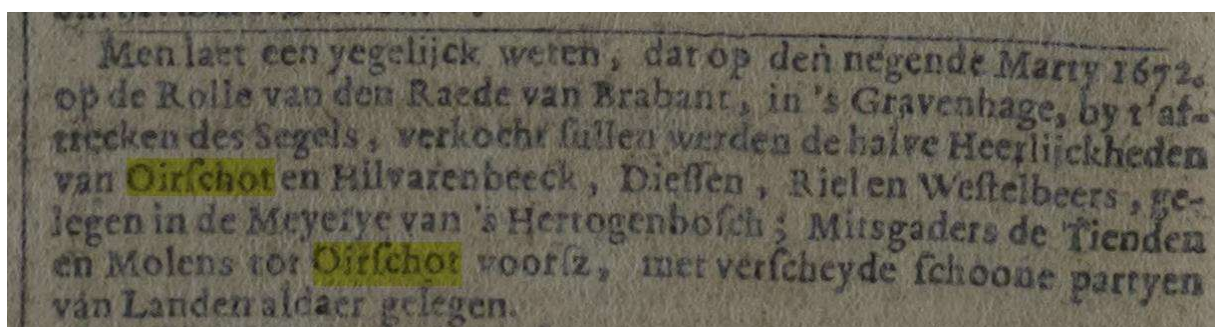 Men laet een yegelijck weten, dat op den negende Marty 1672.
op de Rolle van den Raede van Brabant, in 's Gravenhage, by t'af-
trecken des Segels, verkocht sullen werden de halve Heerlijckheden
van Oirschot en Hilvarenbeeck, Diessen, Riel en Westelbeers, ge-
legen in de Meyerye van 's Hertogenbosch; Mitsgaders de Tienden
en Molens tot Oirschot voorsz, met verscheyde schoone partyen
van Landen aldaer gelegen.